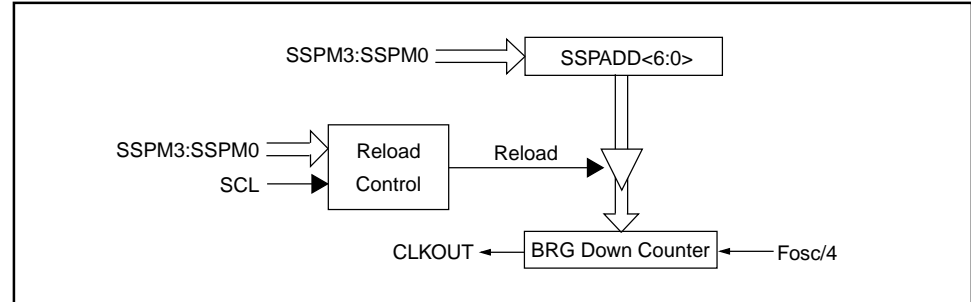 SSPM3:SSPM0
SSPADD<6:0>
SSPM3:SSPM0
SCL
Reload
Control
Reload
CLKOUT
BRG Down Counter
Fosc/4